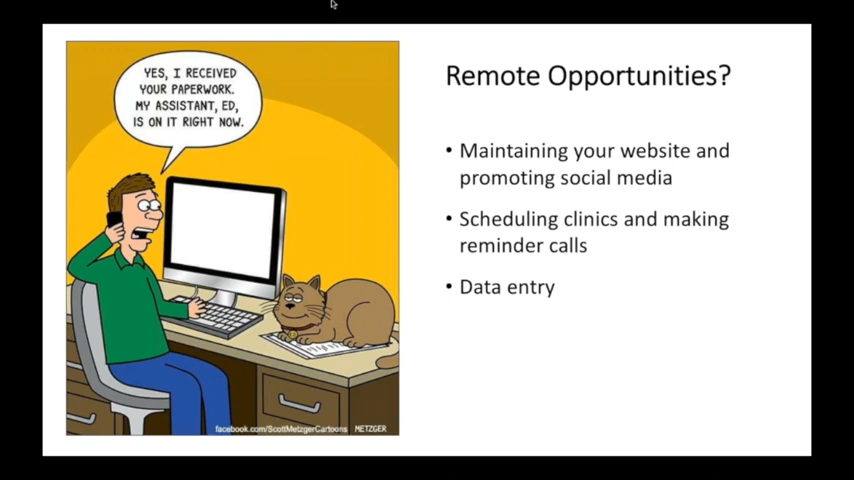 YES, I RECEIVED
YOUR PAPERWORK.
MY ASSISTANT, ED,
IS ON IT RIGHT NOW.
facebook.com/ScottMetzgerCartoons METZGER
Remote Opportunities?
• Maintaining your website and
promoting social media
• Scheduling clinics and making
reminder calls
• Data entry